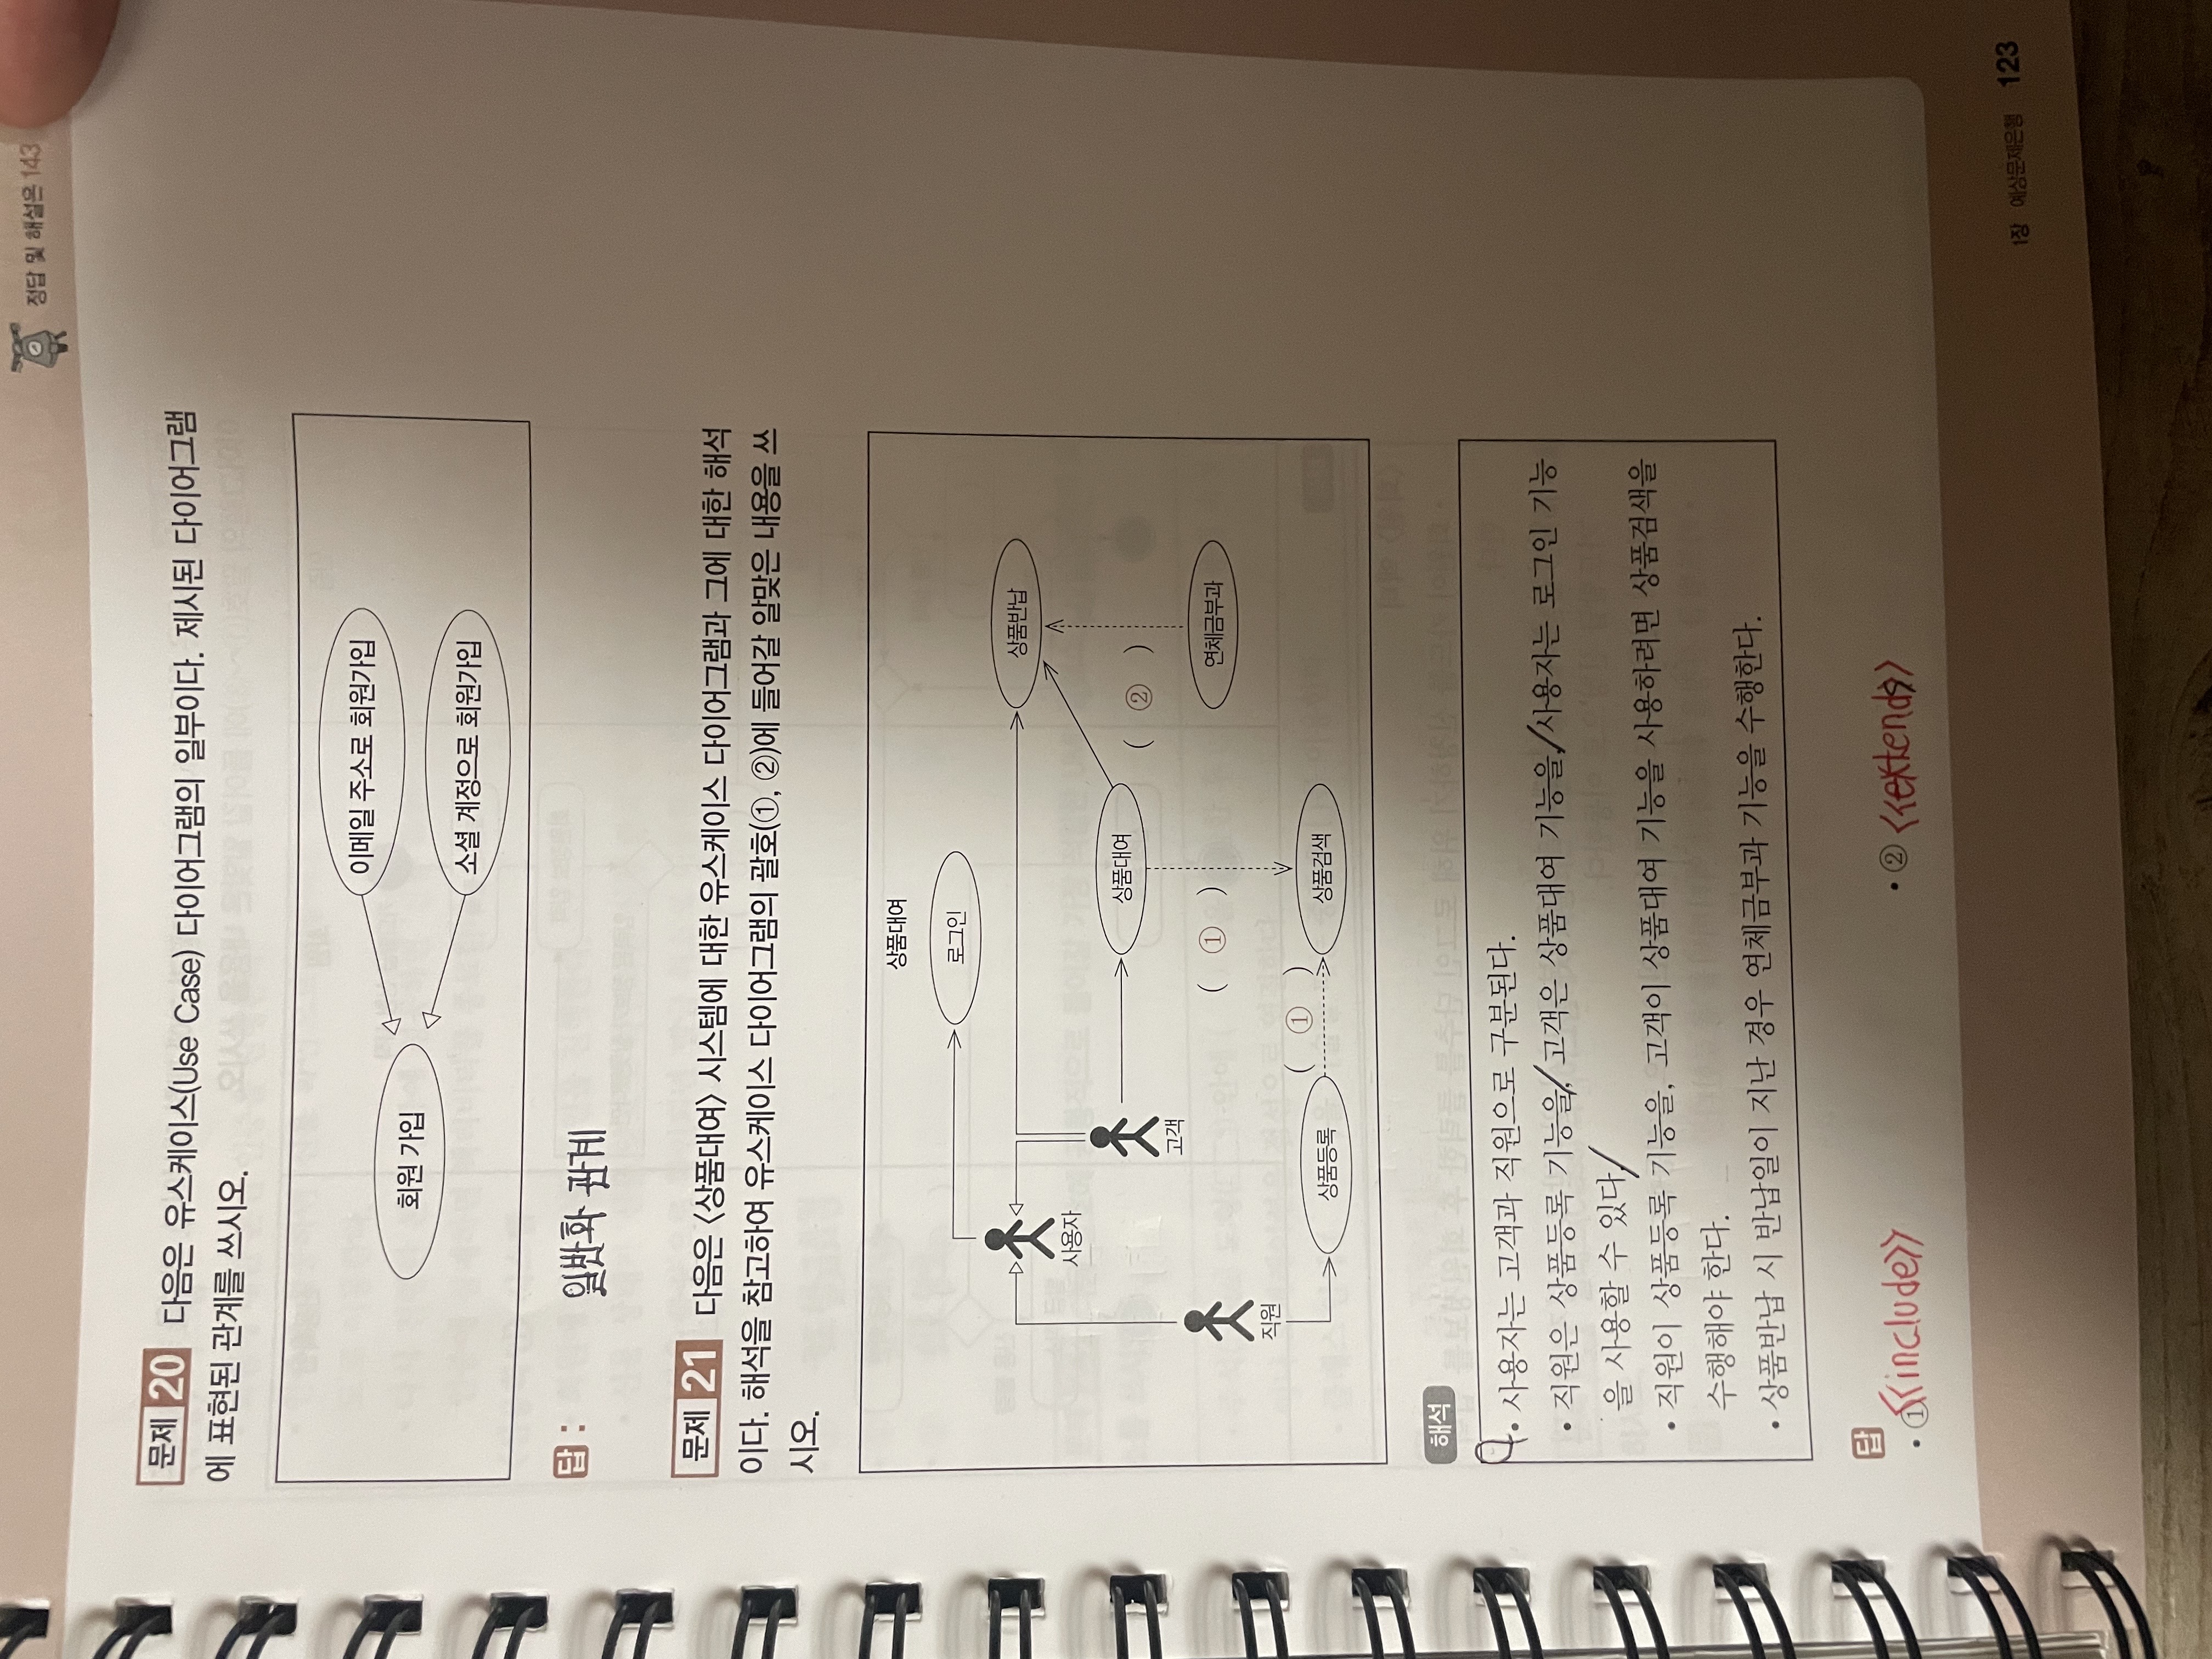 정답 및 해설은 143
문제 20 다음은 유스케이스(Use Case) 다이어그램의 일부이다. 제시된 다이어그램
에 표현된 관계를 쓰시오.
이메일 주소로 회원가입
회원 가입
소셜 계정으로 회원가입
답 : 일반화 관계
문제 21 다음은 〈상품대여〉 시스템에 대한 유스케이스 다이어그램과 그에 대한 해석
이다. 해석을 참고하여 유스케이스 다이어그램의 괄호(①, ②)에 들어갈 알맞은 내용을 쓰
시오.
상품대여
로그인
상품반납
사용자
상품대여
( ② )
고객
( ① )
연체금부과
직원
( ① )
상품등록
상품검색
해석
• 사용자는 고객과 직원으로 구분된다.
• 직원은 상품등록 기능을, 고객은 상품대여 기능을, 사용자는 로그인 기능
을 사용할 수 있다.
• 직원이 상품등록 기능을, 고객이 상품대여 기능을 사용하려면 상품검색을
수행해야 한다.
• 상품반납 시 반납일이 지난 경우 연체금부과 기능을 수행한다.
답
• ① <<include>> • ② <<extends>>
1장 예상문제은행 123